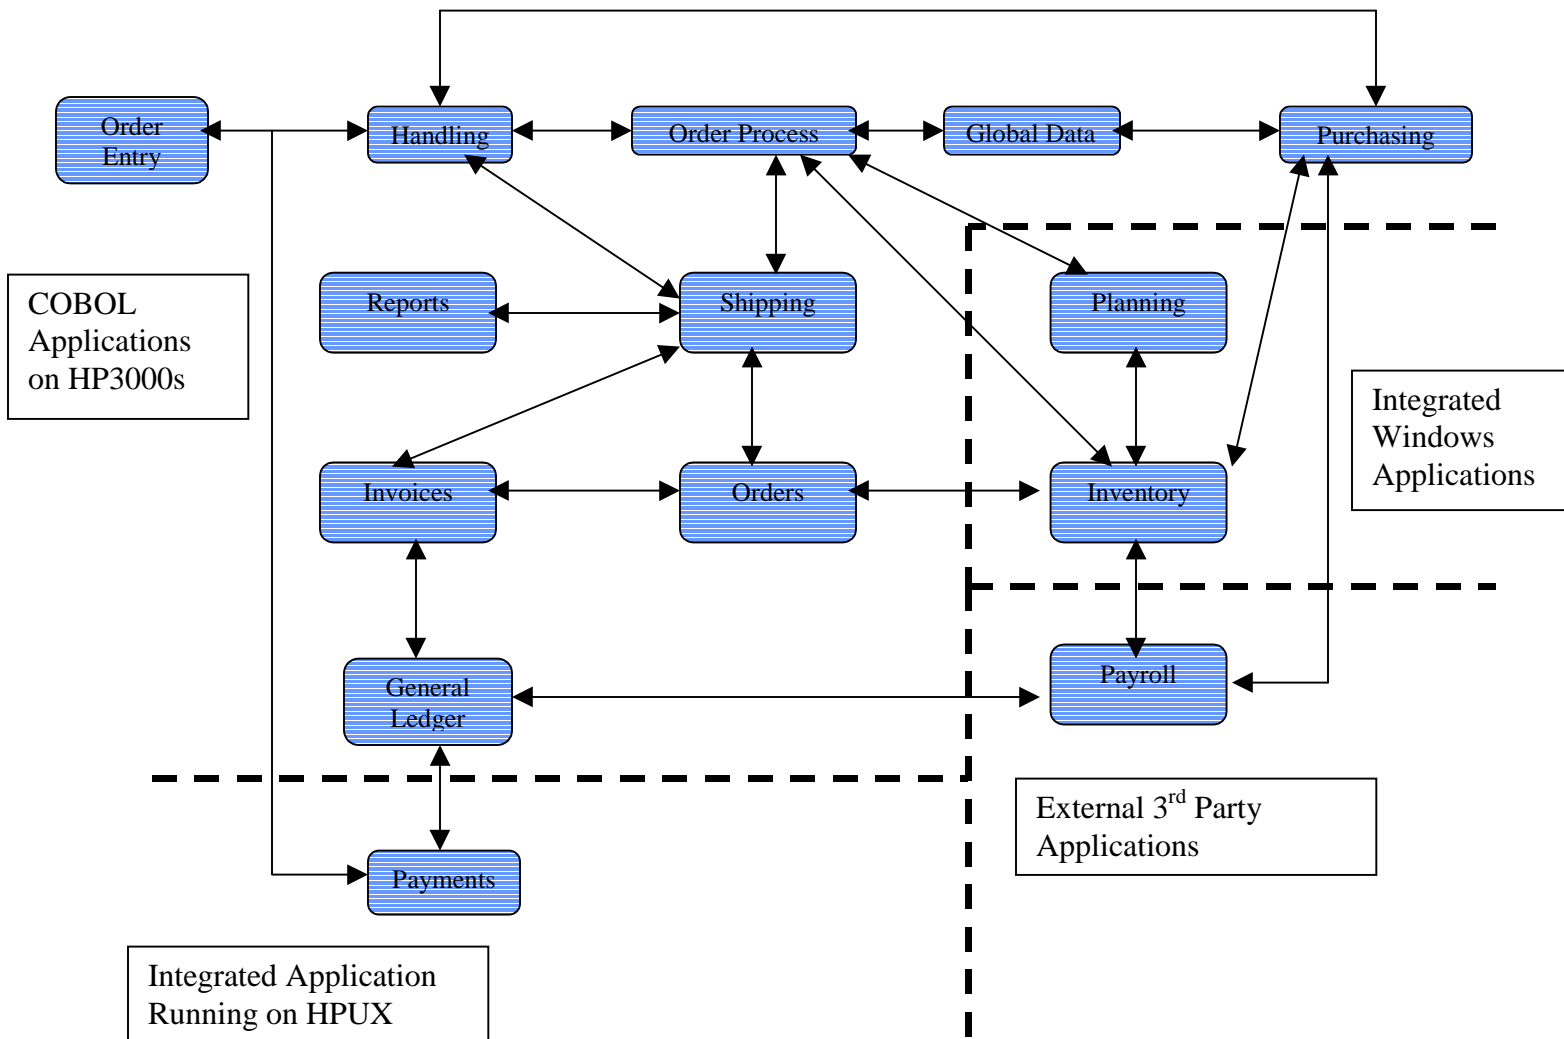 Order
Entry
Handling
Order Process
Global Data
Purchasing
COBOL
Applications
on HP3000s
Reports
Shipping
Planning
Integrated
Windows
Applications
Invoices
Orders
Inventory
General
Ledger
Payroll
External 3rd Party
Applications
Payments
Integrated Application
Running on HPUX